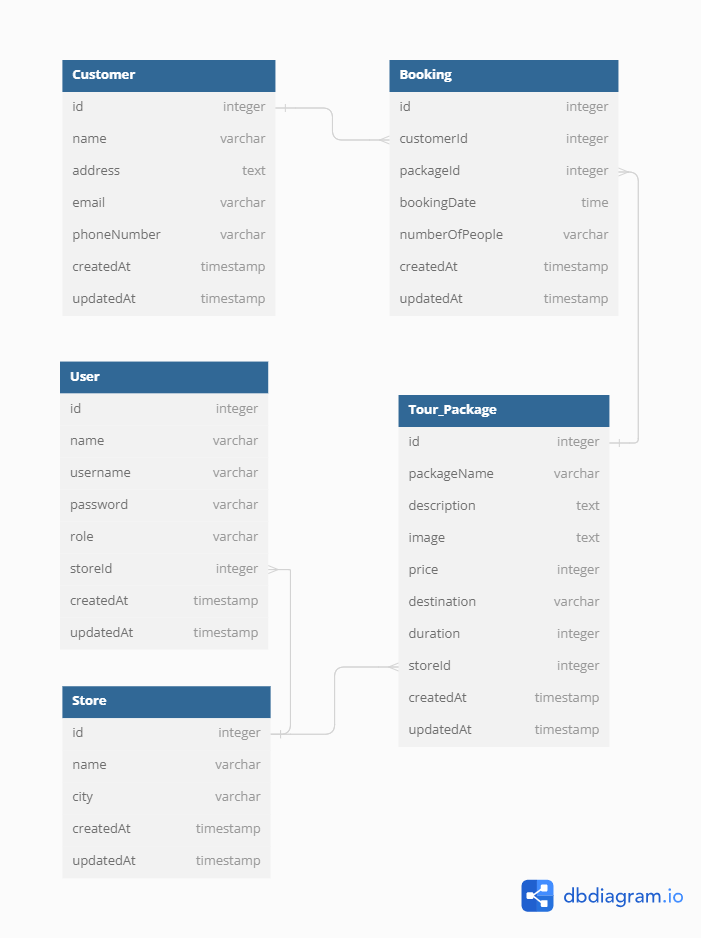 Customer
id integer
name varchar
address text
email varchar
phoneNumber varchar
createdAt timestamp
updatedAt timestamp
Booking
id integer
customerId integer
packageId integer
bookingDate time
numberOfPeople varchar
createdAt timestamp
updatedAt timestamp
User
id integer
name varchar
username varchar
password varchar
role varchar
storeId integer
createdAt timestamp
updatedAt timestamp
Tour_Package
id integer
packageName varchar
description text
image text
price integer
destination varchar
duration integer
storeId integer
createdAt timestamp
updatedAt timestamp
Store
id integer
name varchar
city varchar
createdAt timestamp
updatedAt timestamp
dbdiagram.io